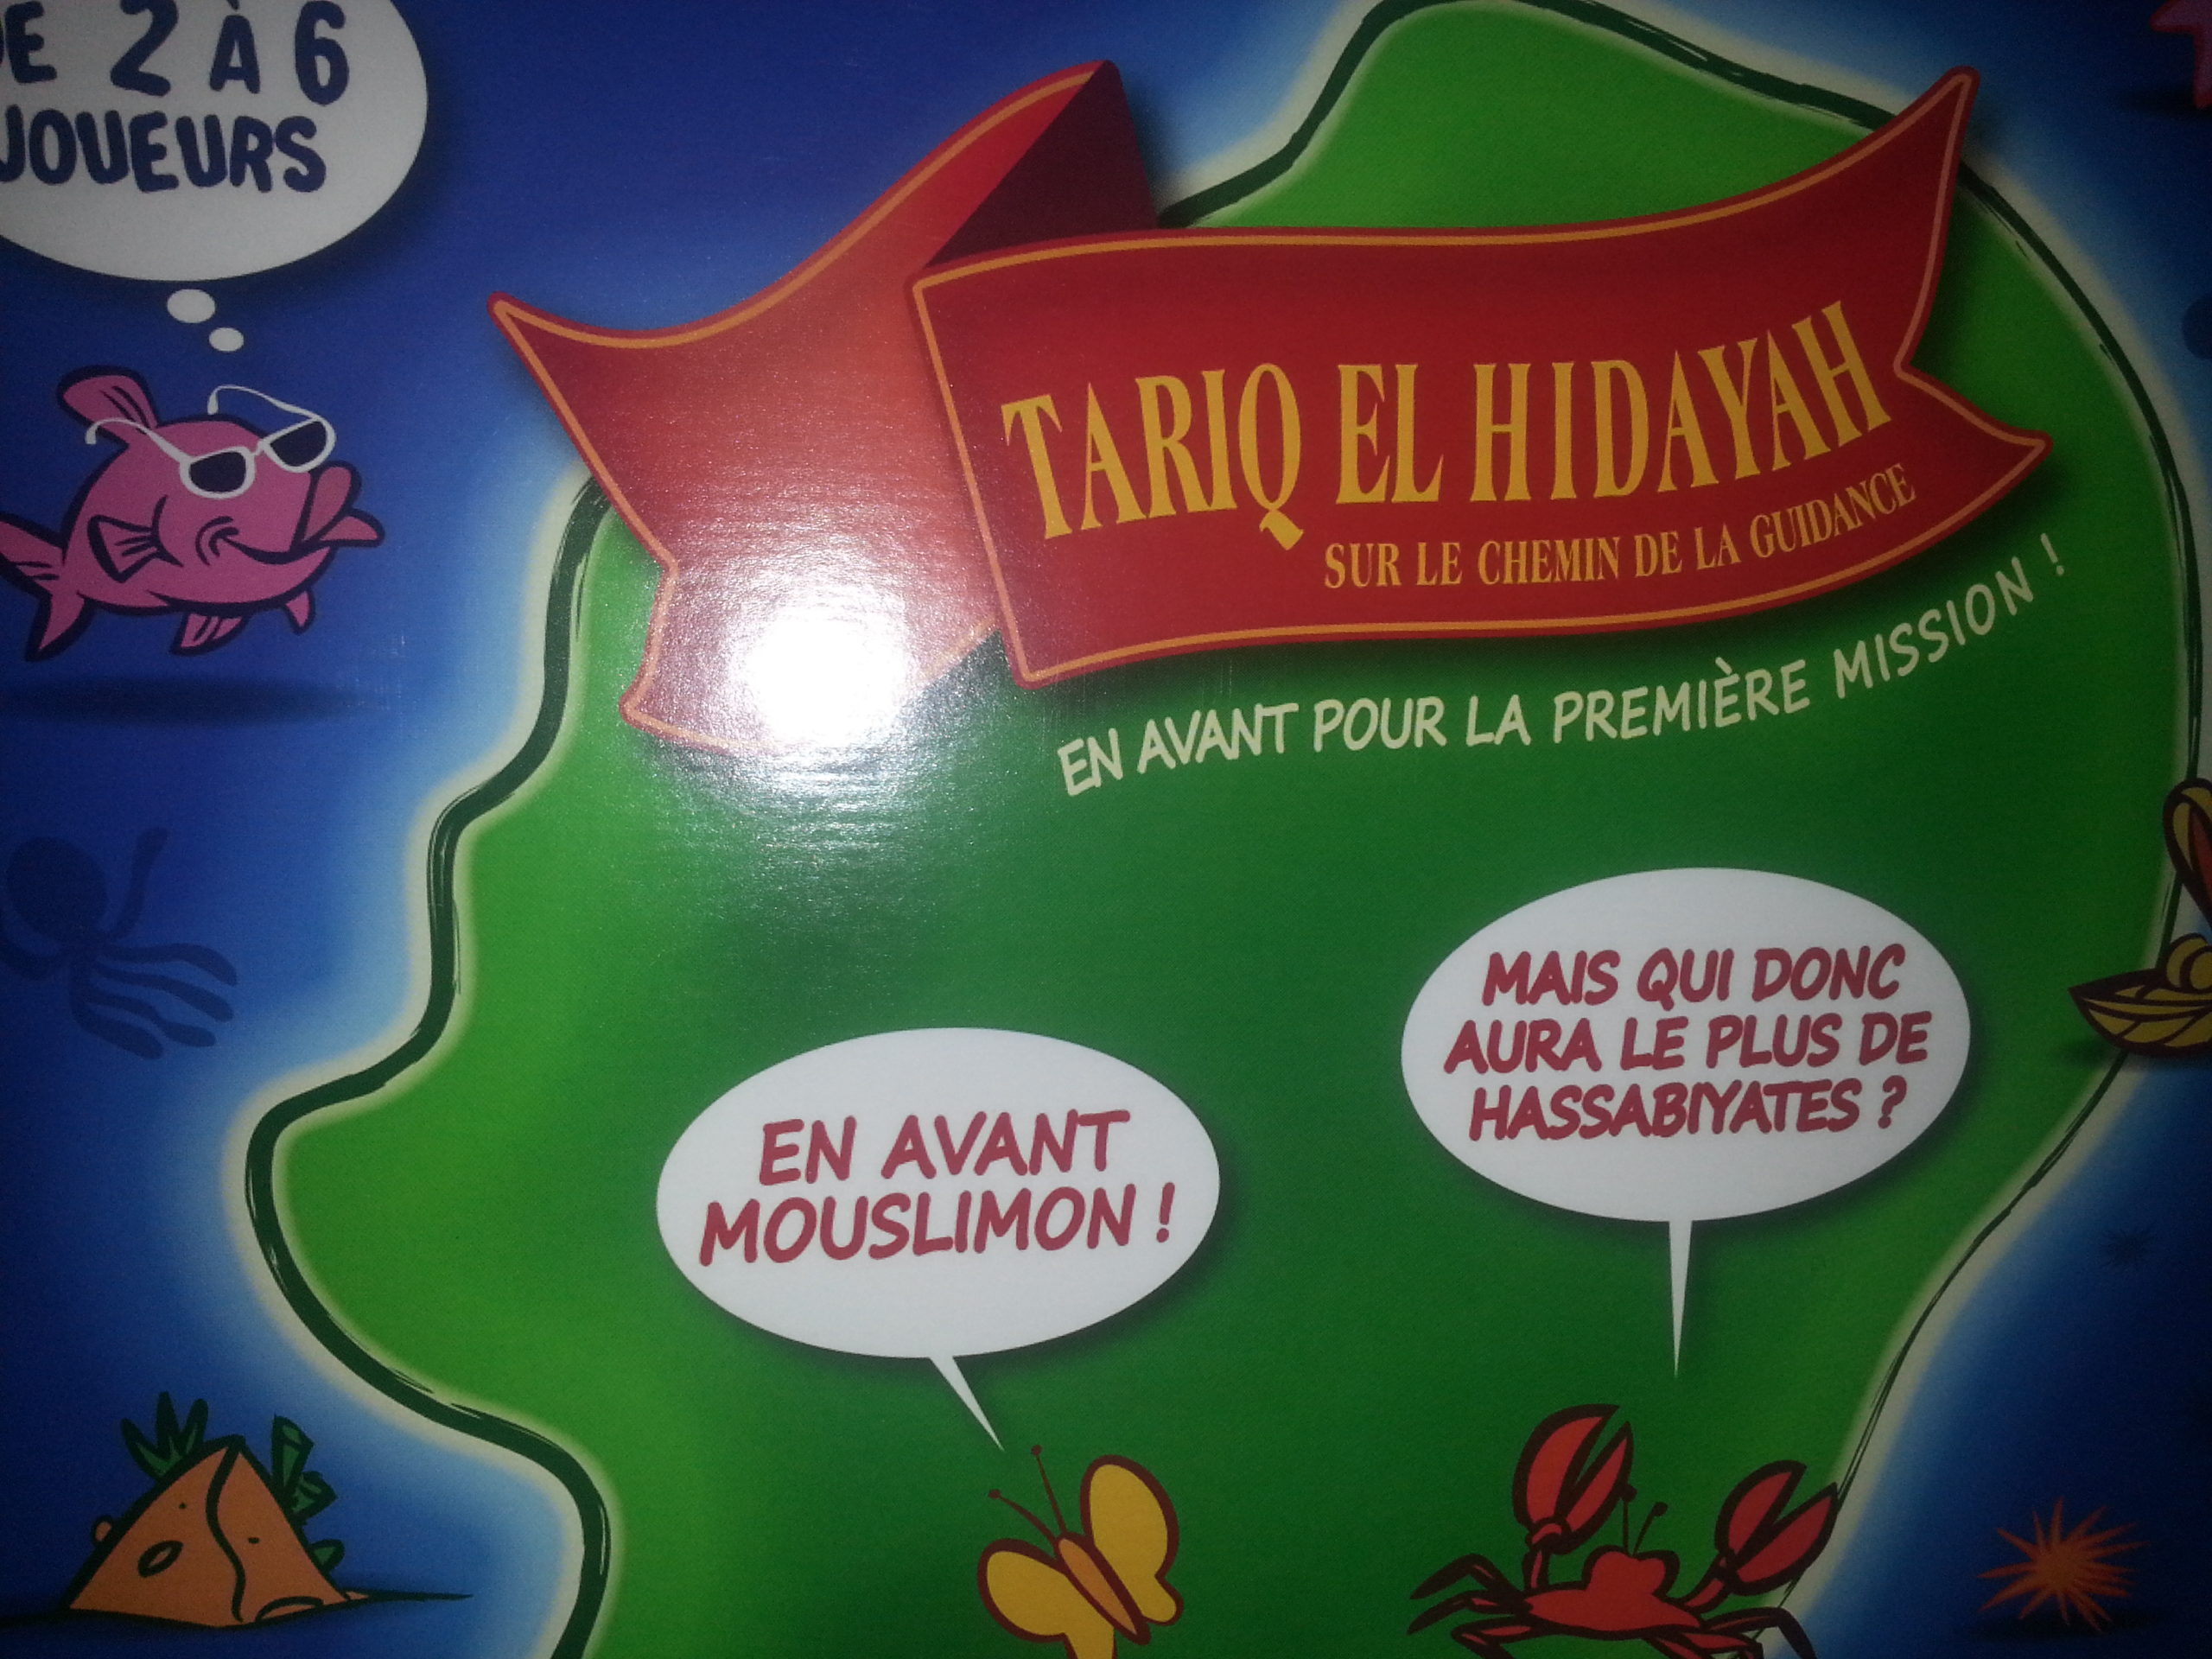 DE 2 À 6
JOUEURS
TARIQ EL HIDAYAH
SUR LE CHEMIN DE LA GUIDANCE
EN AVANT POUR LA PREMIÈRE MISSION !
MAIS QUI DONC
AURA LE PLUS DE
HASSABIYATES ?
EN AVANT
MOUSLIMON !